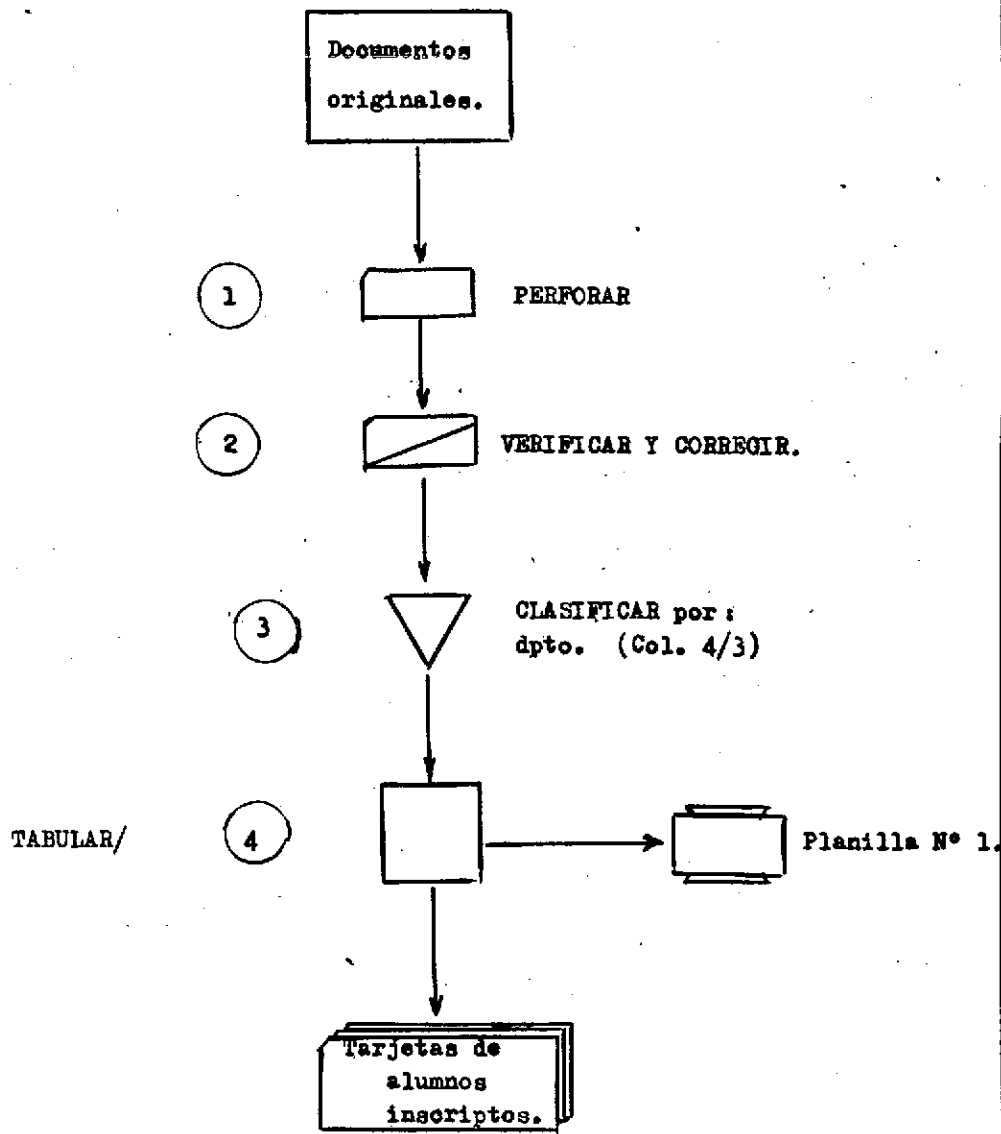 Documentos
originales.
1
PERFORAR
2
VERIFICAR Y CORREGIR.
3
CLASIFICAR por:
dpto. (Col. 4/3)
TABULAR/
4
Planilla Nº 1.
Tarjetas de
alumnos
inscriptos.